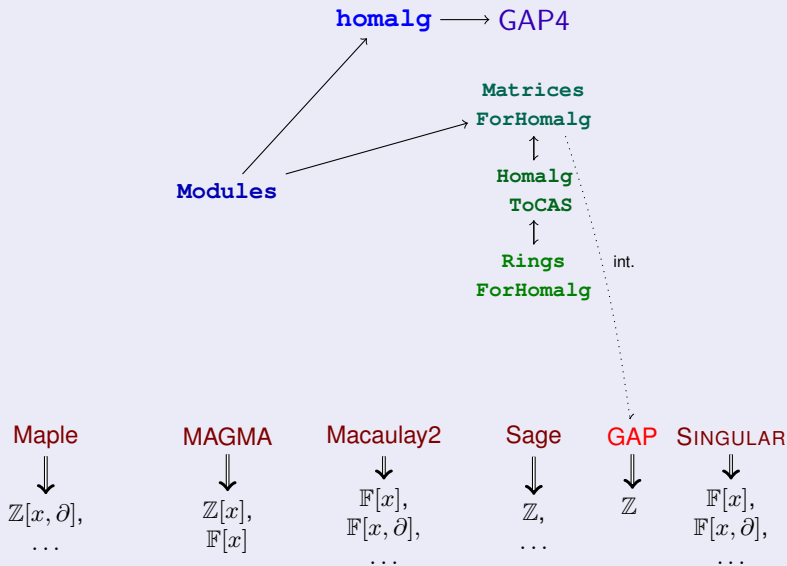 homalg GAP4
Matrices
ForHomalg
Modules
Homalg
ToCAS
Rings
ForHomalg
int.
Maple MAGMA Macaulay2 Sage GAP SINGULAR
ℤ[x, ∂],
...
ℤ[x],
𝔽[x]
𝔽[x],
𝔽[x, ∂],
...
ℤ,
...
ℤ
𝔽[x],
𝔽[x, ∂],
...